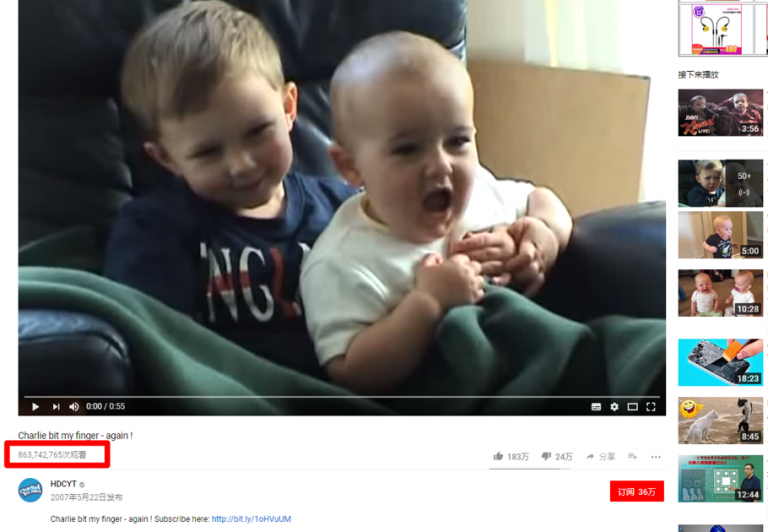 ENGL
0:00 / 0:55
Charlie bit my finger - again !
863,742,765次观看
183万
24万
分享
HDCYT
2007年5月22日发布
订阅 36万
Charlie bit my finger - again ! Subscribe here: http://bit.ly/1oHVuUM
接下來播放
3:56
50+
5:00
10:28
18:23
8:45
12:44